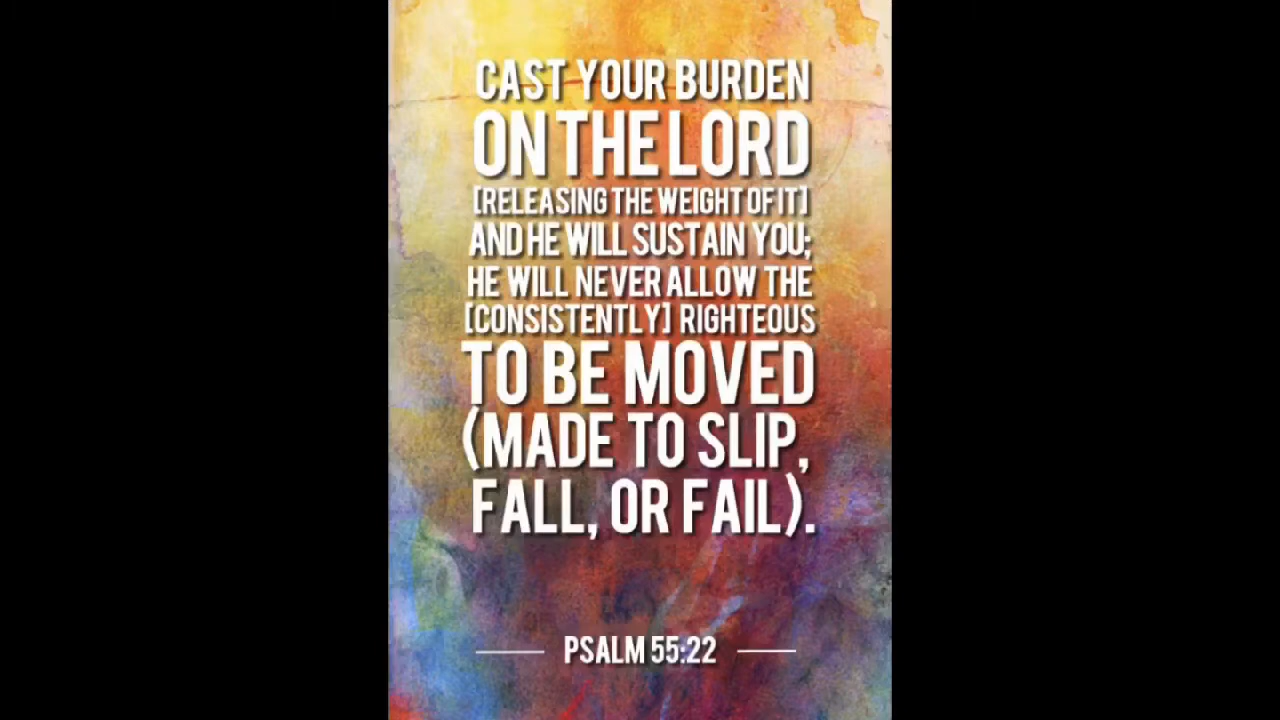 CAST YOUR BURDEN
ON THE LORD
[RELEASING THE WEIGHT OF IT]
AND HE WILL SUSTAIN YOU;
HE WILL NEVER ALLOW THE
[CONSISTENTLY] RIGHTEOUS
TO BE MOVED
(MADE TO SLIP,
FALL, OR FAIL).
PSALM 55:22